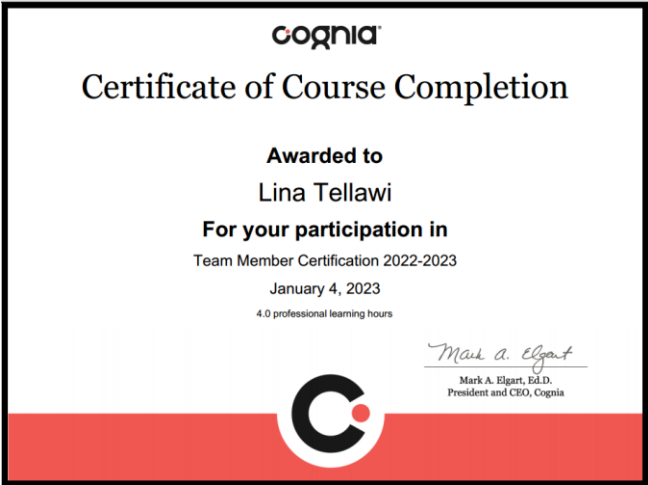 cognia
Certificate of Course Completion
Awarded to
Lina Tellawi
For your participation in
Team Member Certification 2022-2023
January 4, 2023
4.0 professional learning hours
Mark A. Elgart
Mark A. Elgart, Ed.D.
President and CEO, Cognia